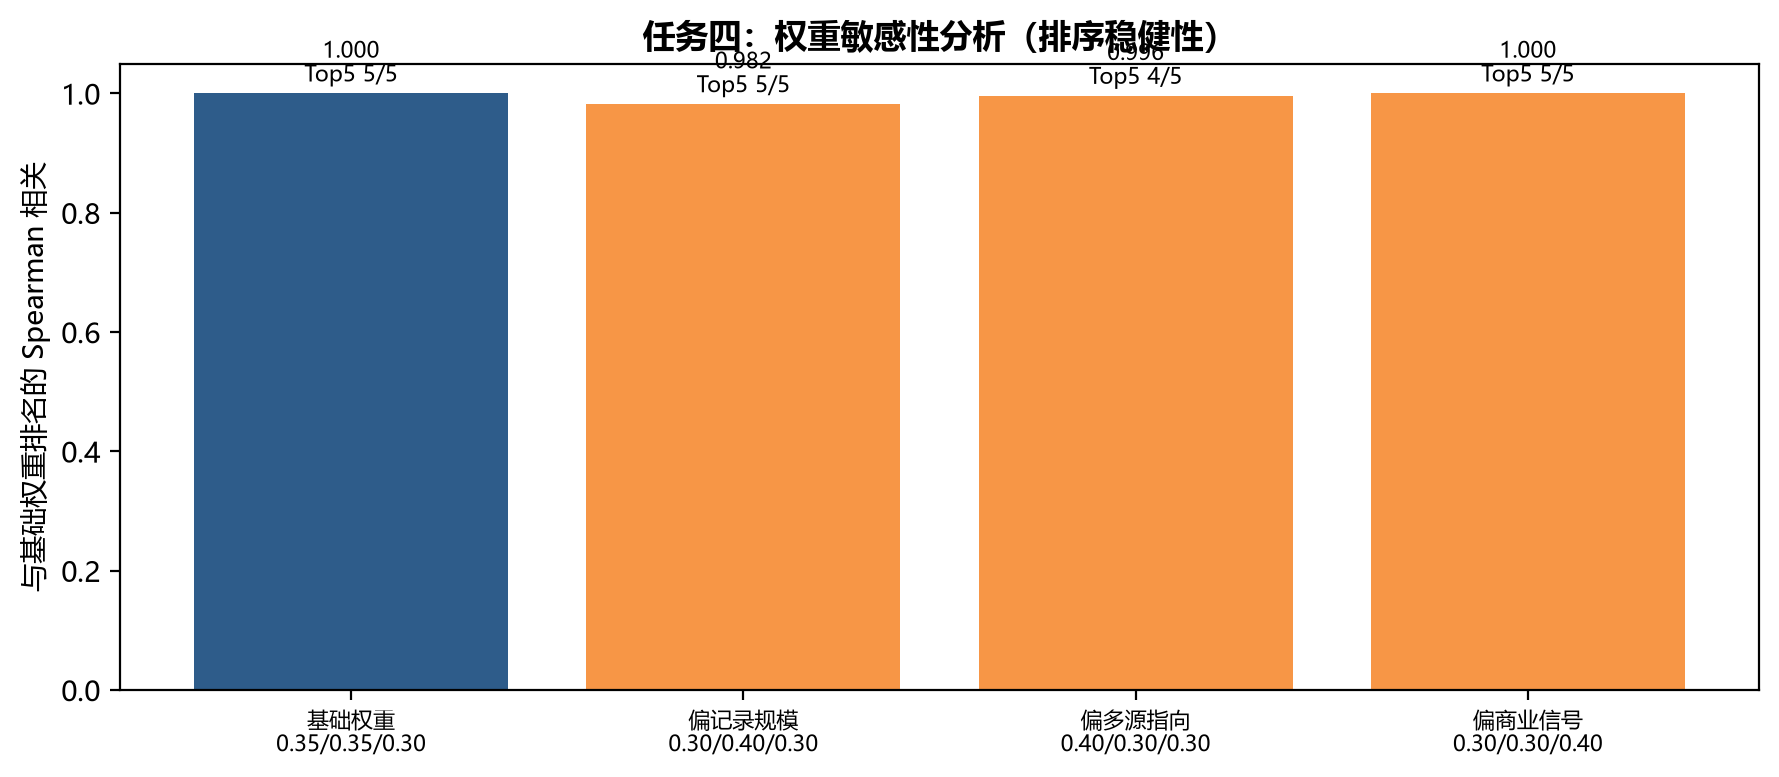 任务四：权重敏感性分析（排序稳健性）
1.000
Top5 5/5
0.982
Top5 5/5
0.996
Top5 4/5
1.000
Top5 5/5
与基础权重排名的 Spearman 相关
1.0
0.8
0.6
0.4
0.2
0.0
基础权重
0.35/0.35/0.30
偏记录规模
0.30/0.40/0.30
偏多源指向
0.40/0.30/0.30
偏商业信号
0.30/0.30/0.40